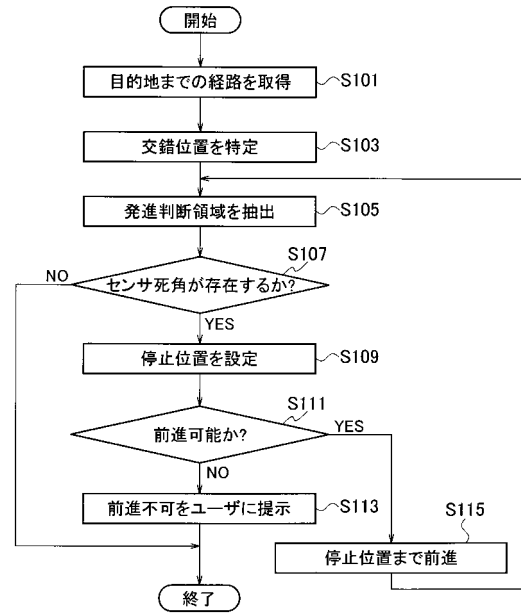 開始
目的地までの経路を取得
S101
交錯位置を特定
S103
発進判断領域を抽出
S105
S107
センサ死角が存在するか?
NO
YES
停止位置を設定
S109
S111
前進可能か?
YES
NO
前進不可をユーザに提示
S113
S115
停止位置まで前進
終了